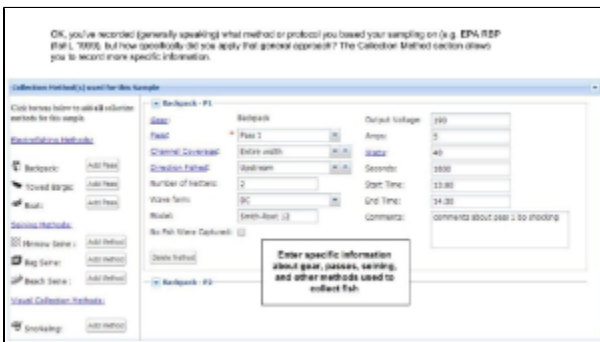 OK, you've recorded (generally speaking) what method or protocol you based your sampling on (e.g. EPA RBP
(fish), 1999), but how specifically did you apply that general approach? The Collection Method section allows
you to record more specific information.
Collection Method(s) used for this Sample
Click buttons below to add all collection
methods for this sample.
Electrofishing Methods:
Backpack: Add Pass
Towed Barge: Add Pass
Boat: Add Pass
Seining Methods:
Minnow Seine: Add Method
Bag Seine: Add Method
Beach Seine: Add Method
Visual Collection Methods:
Snorkeling: Add Method
Backpack - P1
Gear: Backpack
Pass: * Pass 1
Channel Coverage: Entire width
Direction Fished: Upstream
Number of Netters: 2
Wave form: DC
Model: Smith-Root 12
No Fish Were Captured:
Delete Method
Output Voltage:
Amps: 5
Watts: 40
Seconds:
Start Time: 13:00
End Time: 14:20
Comments: comments about pass 1 bp shocking
Enter specific information
about gear, passes, seining,
and other methods used to
collect fish
Backpack - P2